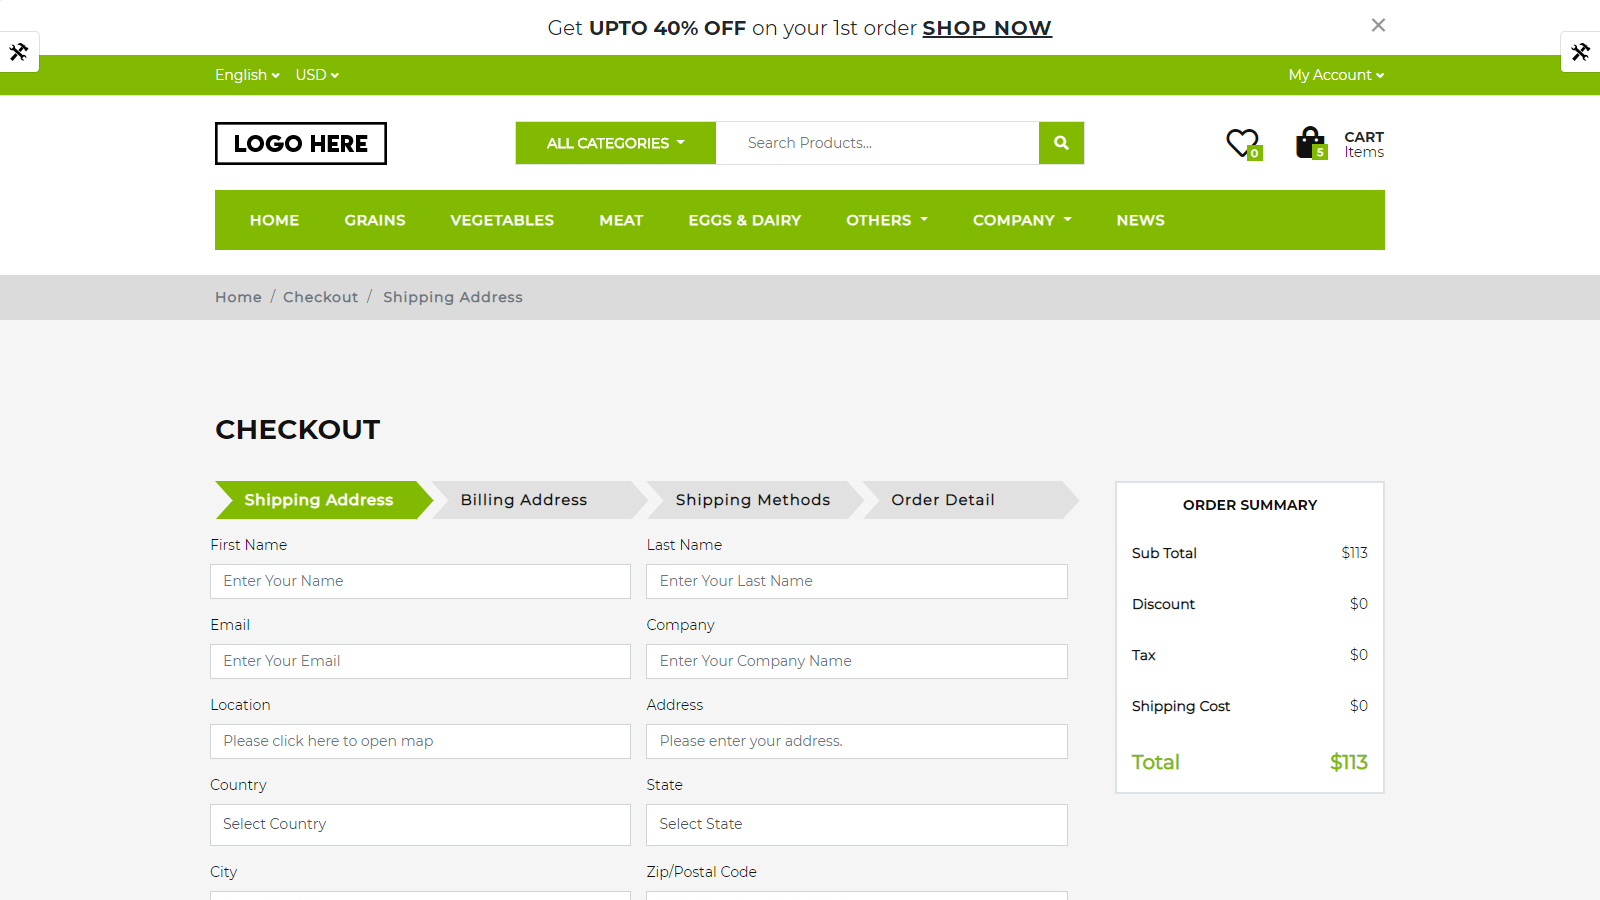 Get UPTO 40% OFF on your 1st order SHOP NOW
English USD My Account
LOGO HERE
ALL CATEGORIES Search Products... 0 5 CART
Items
HOME GRAINS VEGETABLES MEAT EGGS & DAIRY OTHERS COMPANY NEWS
Home / Checkout / Shipping Address
CHECKOUT
Shipping Address Billing Address Shipping Methods Order Detail
First Name Last Name
Enter Your Name Enter Your Last Name
Email Company
Enter Your Email Enter Your Company Name
Location Address
Please click here to open map Please enter your address.
Country State
Select Country Select State
City Zip/Postal Code
ORDER SUMMARY
Sub Total $113
Discount $0
Tax $0
Shipping Cost $0
Total $113